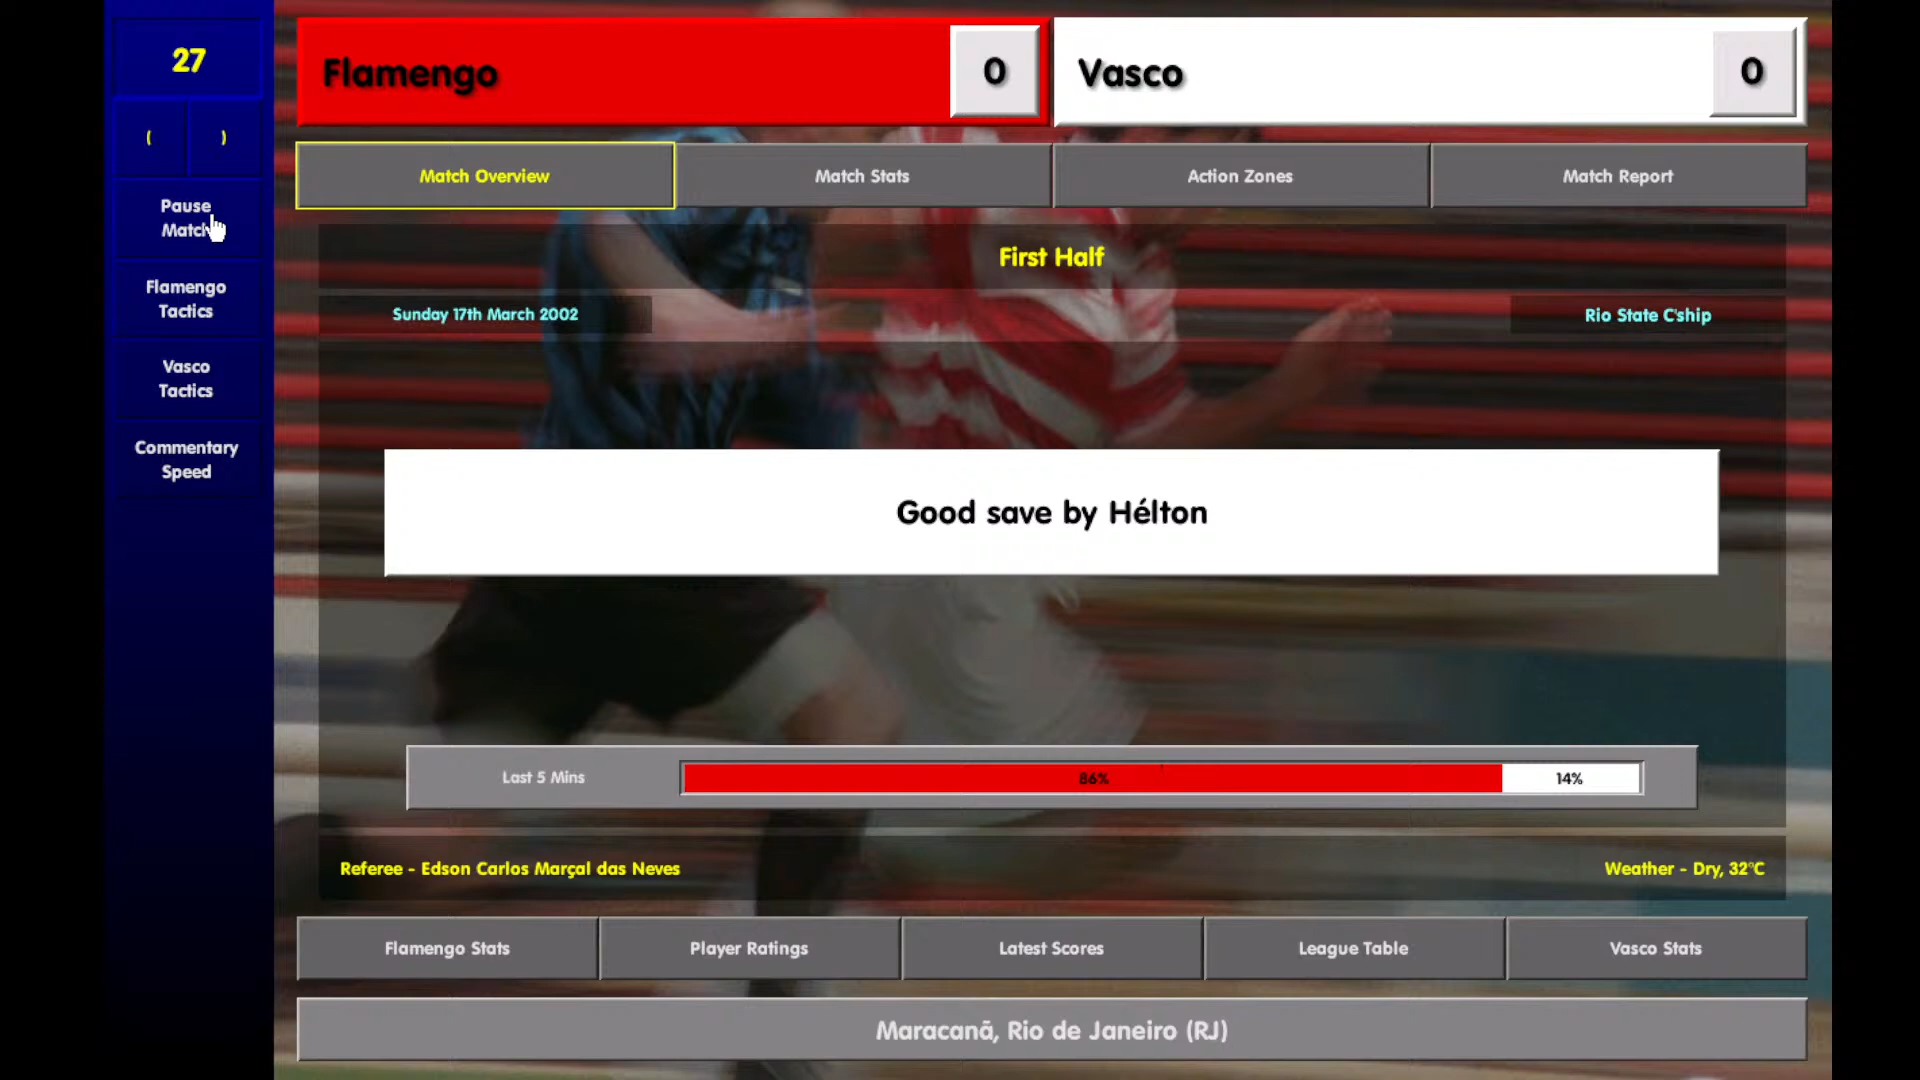 27
Flamengo 0 Vasco 0
( )
Match Overview Match Stats Action Zones Match Report
Pause
Match
First Half
Flamengo
Tactics
Sunday 17th March 2002 Rio State C'ship
Vasco
Tactics
Commentary
Speed
Good save by Hélton
Last 5 Mins 86% 14%
Referee - Edson Carlos Marçal das Neves Weather - Dry, 32°C
Flamengo Stats Player Ratings Latest Scores League Table Vasco Stats
Maracanã, Rio de Janeiro (RJ)